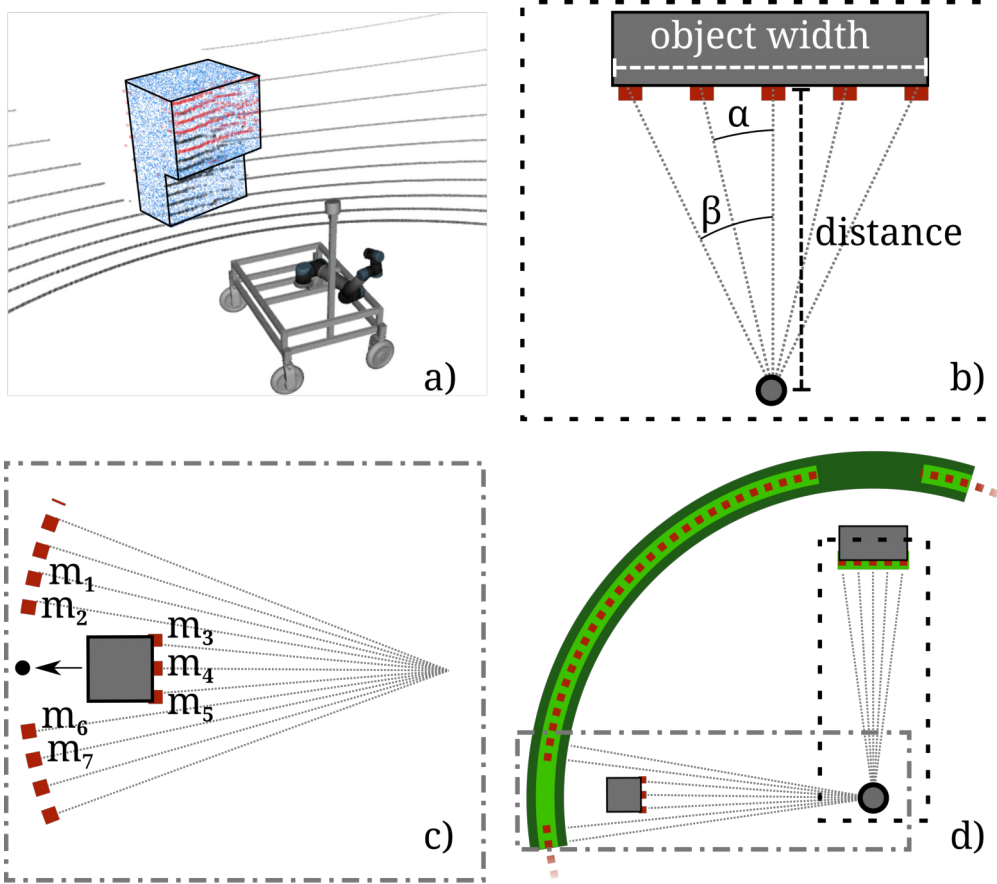 a)
object width
α
β
distance
b)
m₁
m₂
m₃
m₄
m₅
m₆
m₇
c)
d)